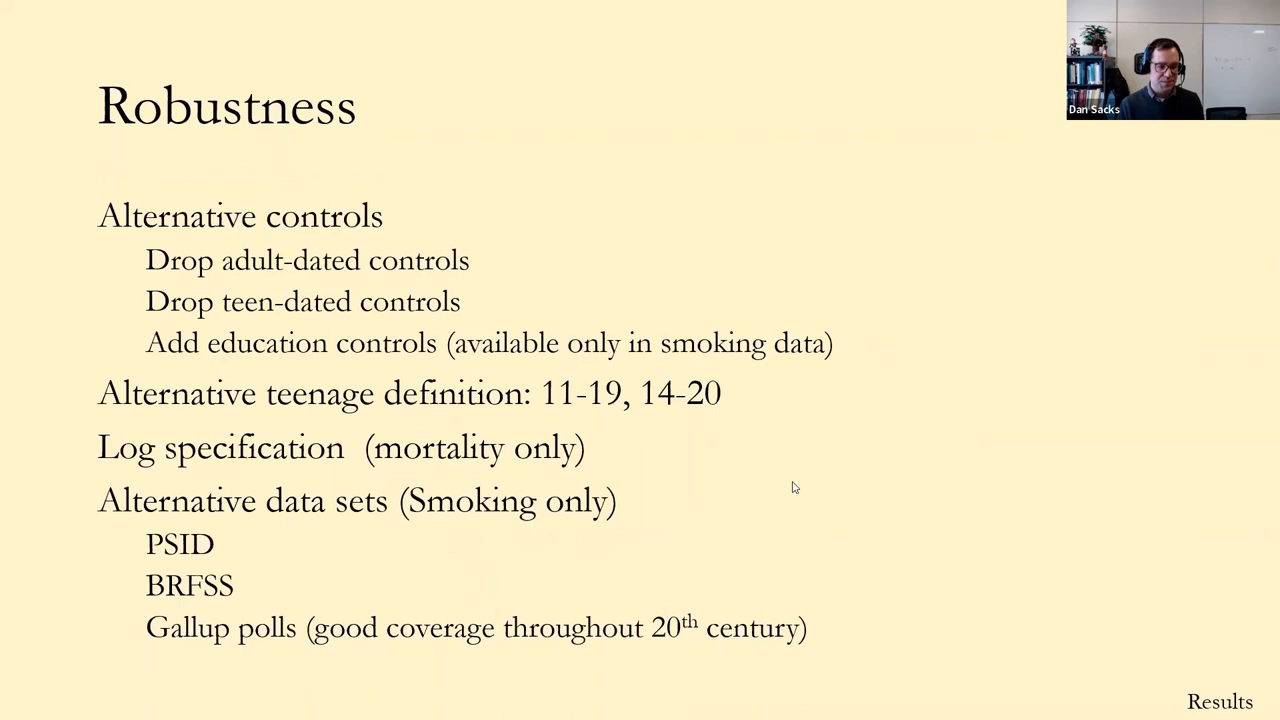 Robustness
Dan Sacks
Alternative controls
Drop adult-dated controls
Drop teen-dated controls
Add education controls (available only in smoking data)
Alternative teenage definition: 11-19, 14-20
Log specification (mortality only)
Alternative data sets (Smoking only)
PSID
BRFSS
Gallup polls (good coverage throughout 20th century)
Results